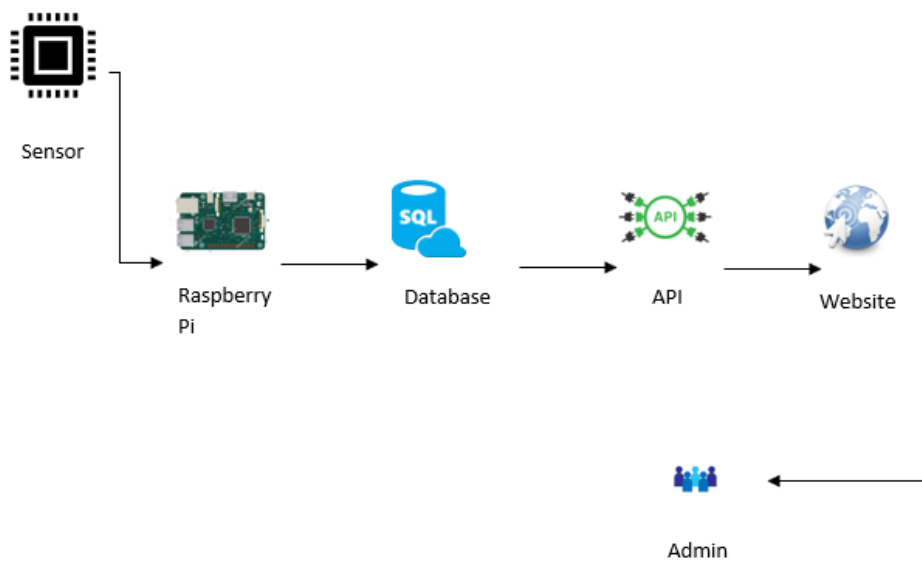 Sensor
SQL
API
Raspberry
Pi
Database
API
Website
Admin